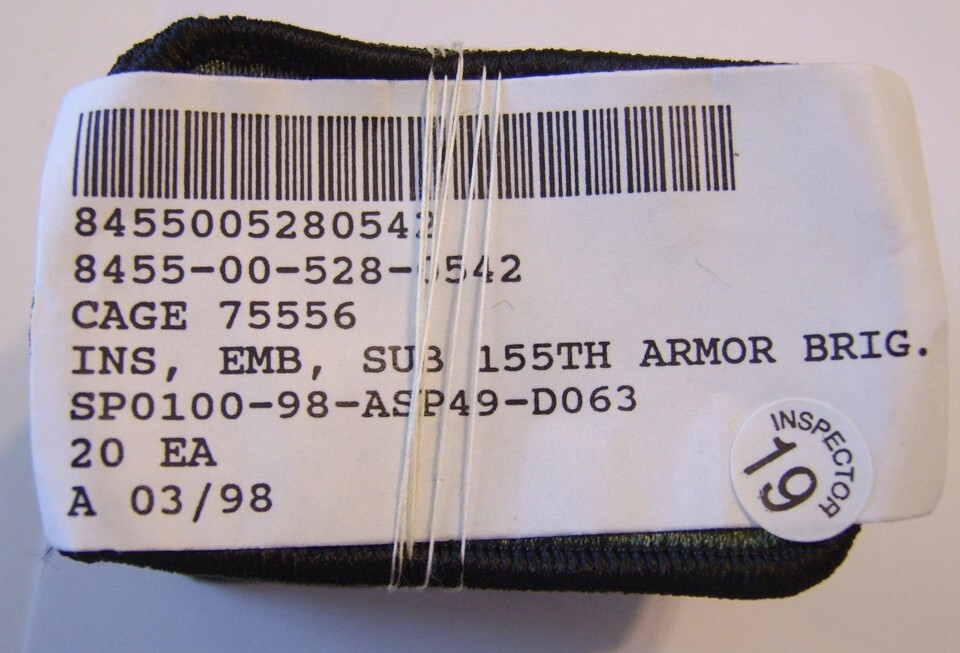 8455005280542
8455-00-528-0542
CAGE 75556
INS, EMB, SUB 155TH ARMOR BRIG.
SP0100-98-ASP49-D063
20 EA
A 03/98
INSPECTOR
19